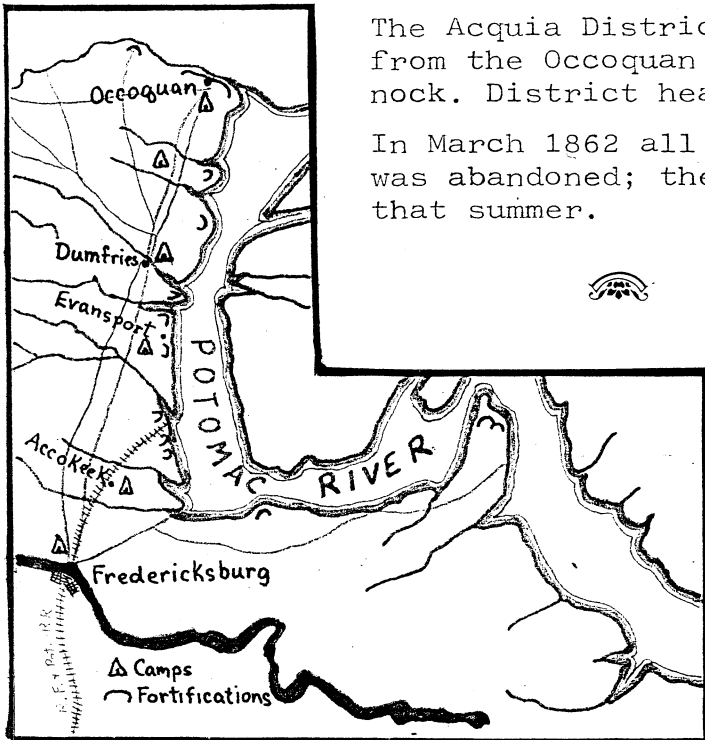 The Acquia Distric
from the Occoquan
nock. District hea
In March 1862 all
was abandoned; the
that summer.
Occoquan
Dumfries
Evansport
POTOMAC RIVER
Accokeek
Fredericksburg
R. F. & Pot. R.R.
Camps
Fortifications